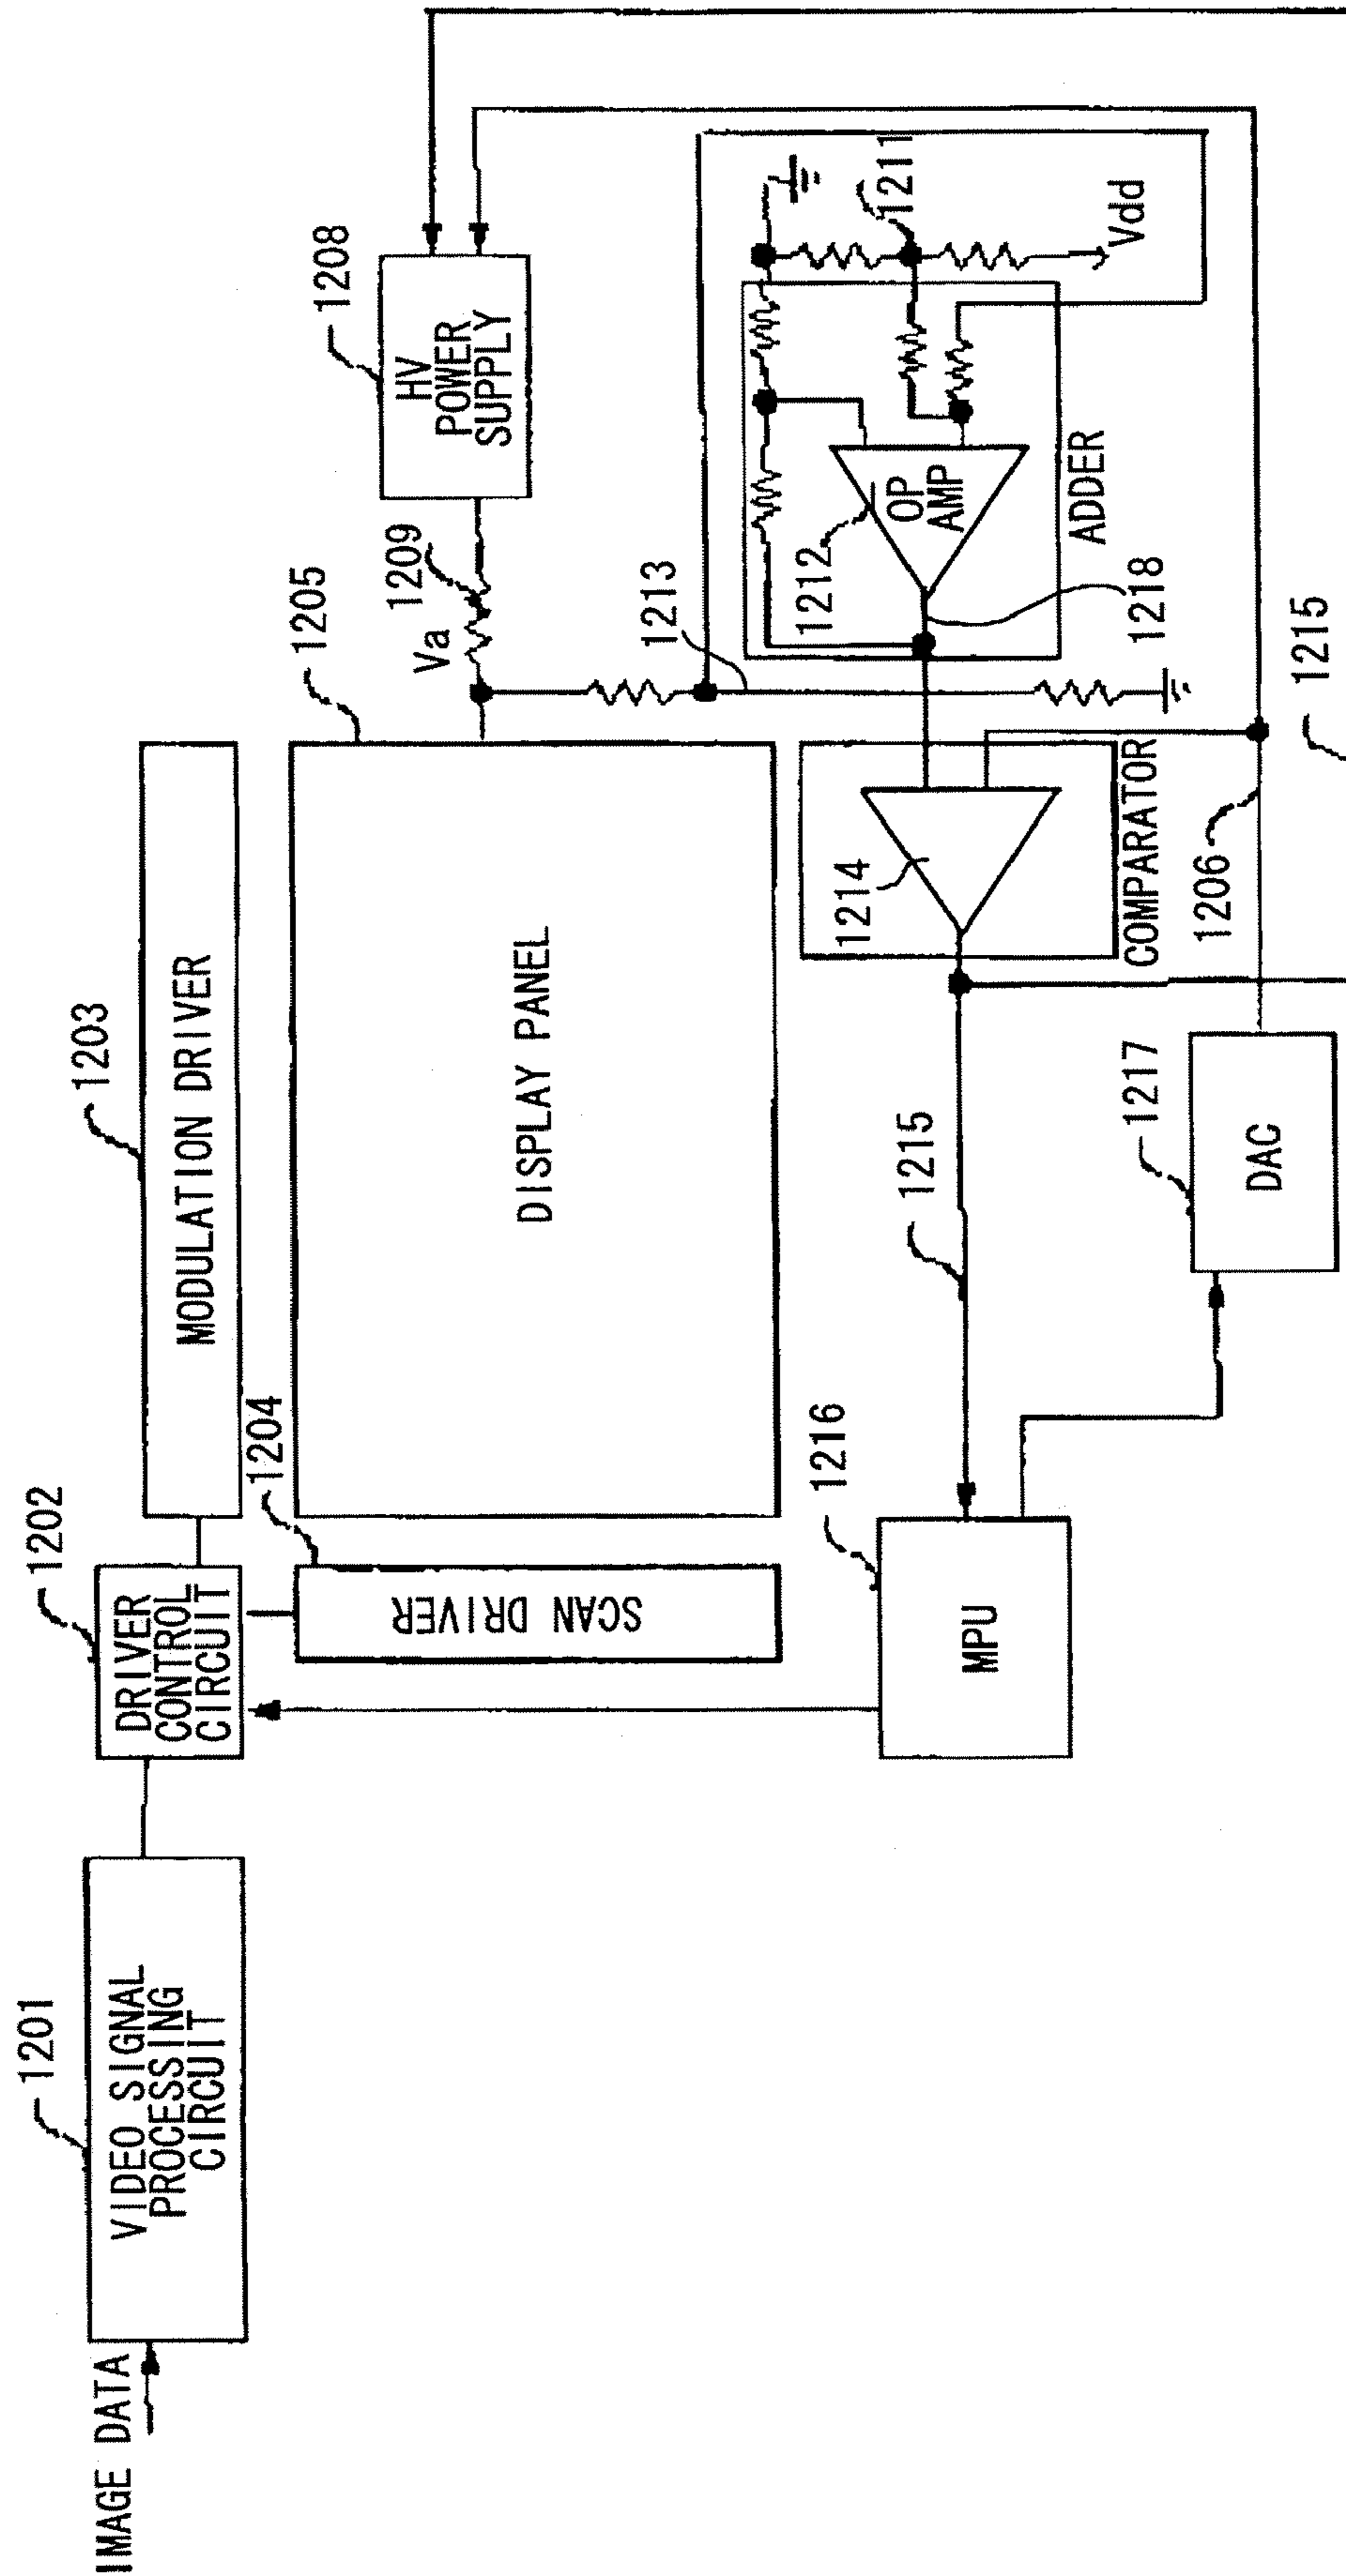 IMAGE DATA
1201
VIDEO SIGNAL
PROCESSING
CIRCUIT
1202
DRIVER
CONTROL
CIRCUIT
1203
MODULATION DRIVER
1204
SCAN DRIVER
1205
DISPLAY PANEL
1208
HV
POWER
SUPPLY
Va
1209
1213
1211
Vdd
1212
OP
AMP
ADDER
1218
1214
COMPARATOR
1206
1215
1215
1216
MPU
1217
DAC